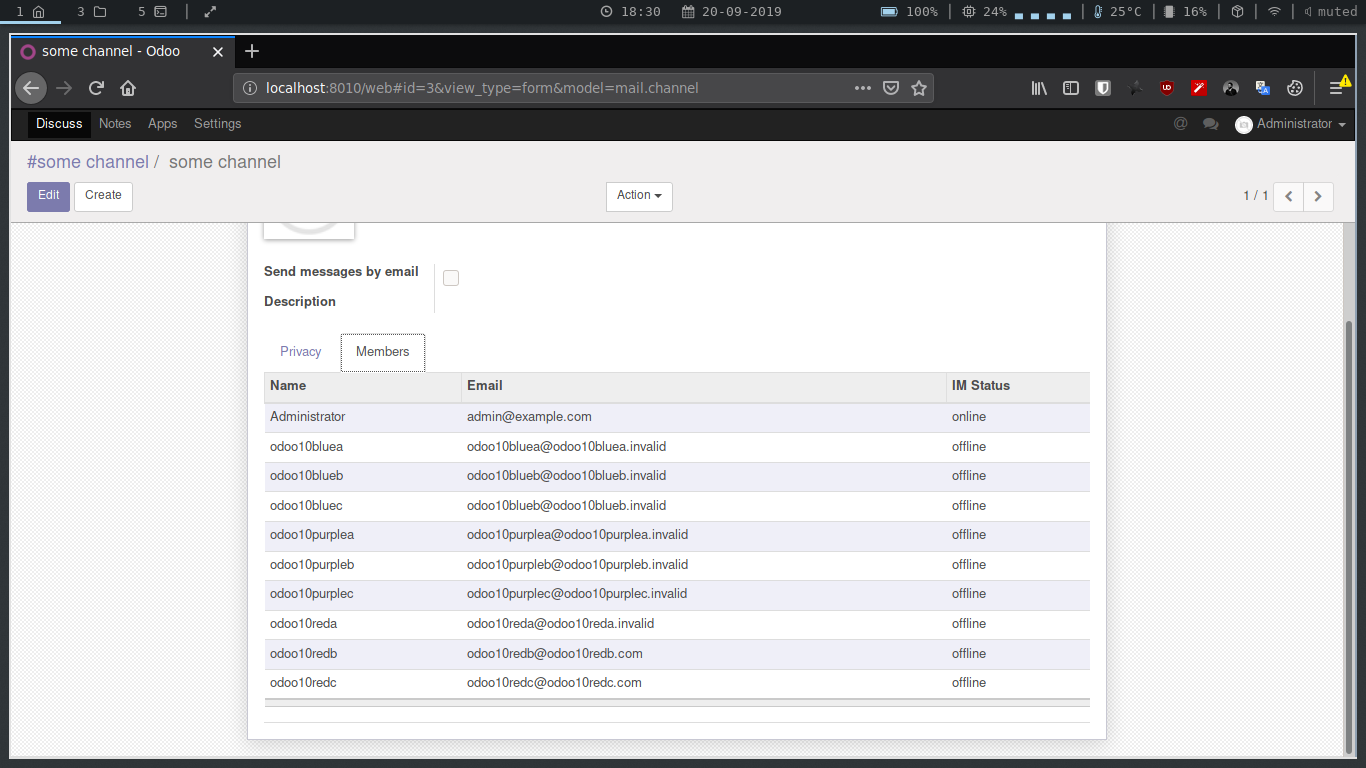 1 3 5 18:30 20-09-2019 100% 24% 25°C 16% muted
some channel - Odoo
localhost:8010/web#id=3&view_type=form&model=mail.channel
Discuss Notes Apps Settings @ Administrator
#some channel / some channel
Edit Create Action 1 / 1
Send messages by email
Description
Privacy Members
Name Email IM Status
Administrator admin@example.com online
odoo10bluea odoo10bluea@odoo10bluea.invalid offline
odoo10blueb odoo10blueb@odoo10blueb.invalid offline
odoo10bluec odoo10blueb@odoo10blueb.invalid offline
odoo10purplea odoo10purplea@odoo10purplea.invalid offline
odoo10purpleb odoo10purpleb@odoo10purpleb.invalid offline
odoo10purplec odoo10purplec@odoo10purplec.invalid offline
odoo10reda odoo10reda@odoo10reda.invalid offline
odoo10redb odoo10redb@odoo10redb.com offline
odoo10redc odoo10redc@odoo10redc.com offline